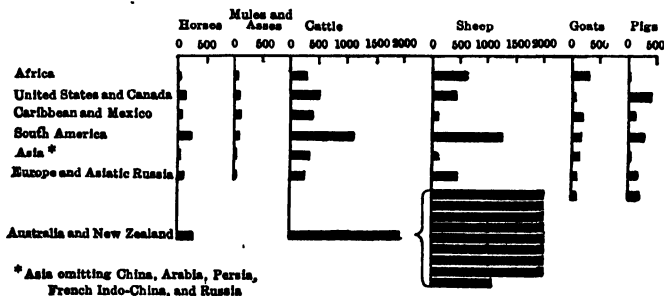 Horses Mules and Asses Cattle Sheep Goats Pigs
0 500 0 0 500 1000 1500 2000 0 500 1000 1500 2000 0 500 0
Africa
United States and Canada
Caribbean and Mexico
South America
Asia *
Europe and Asiatic Russia
Australia and New Zealand
* Asia omitting China, Arabia, Persia,
French Indo-China, and Russia